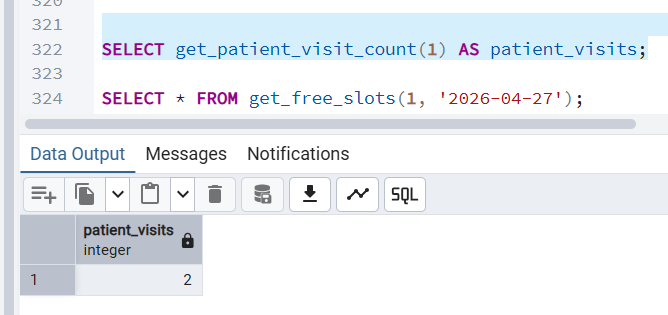 320
321
322 SELECT get_patient_visit_count(1) AS patient_visits;
323
324 SELECT * FROM get_free_slots(1, '2026-04-27');
Data Output Messages Notifications
SQL
patient_visits
integer
1 2